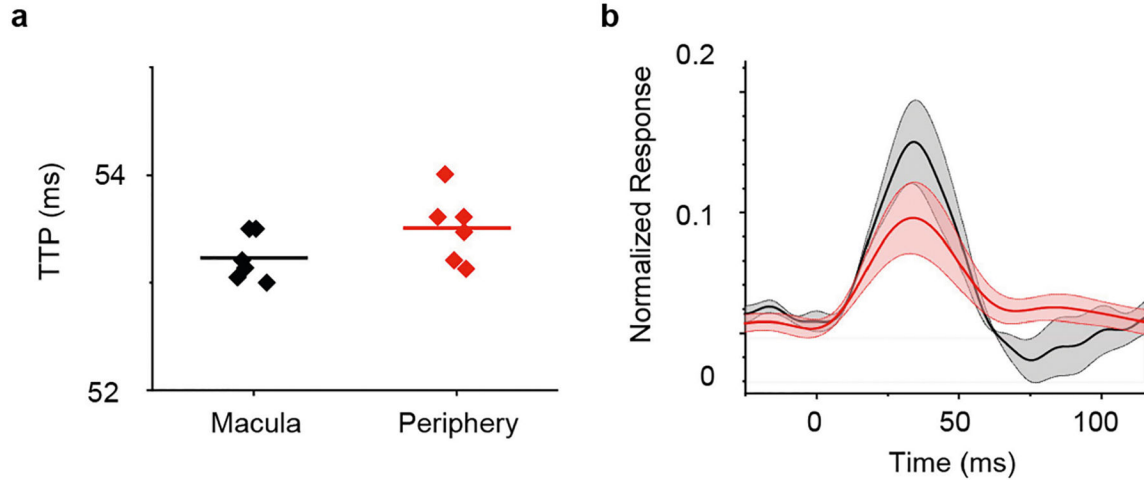 a
TTP (ms)
54
52
Macula
Periphery
b
Normalized Response
0.2
0.1
0
0
50
100
Time (ms)